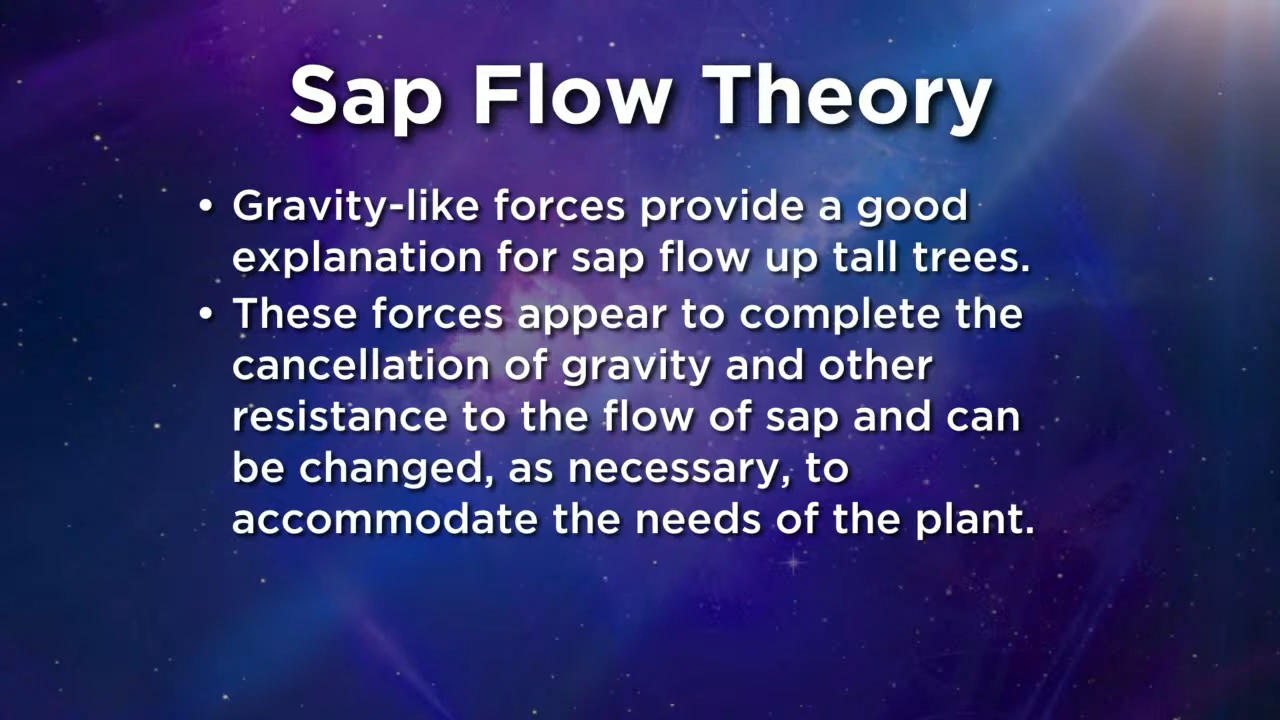 Sap Flow Theory
• Gravity-like forces provide a good
explanation for sap flow up tall trees.
• These forces appear to complete the
cancellation of gravity and other
resistance to the flow of sap and can
be changed, as necessary, to
accommodate the needs of the plant.